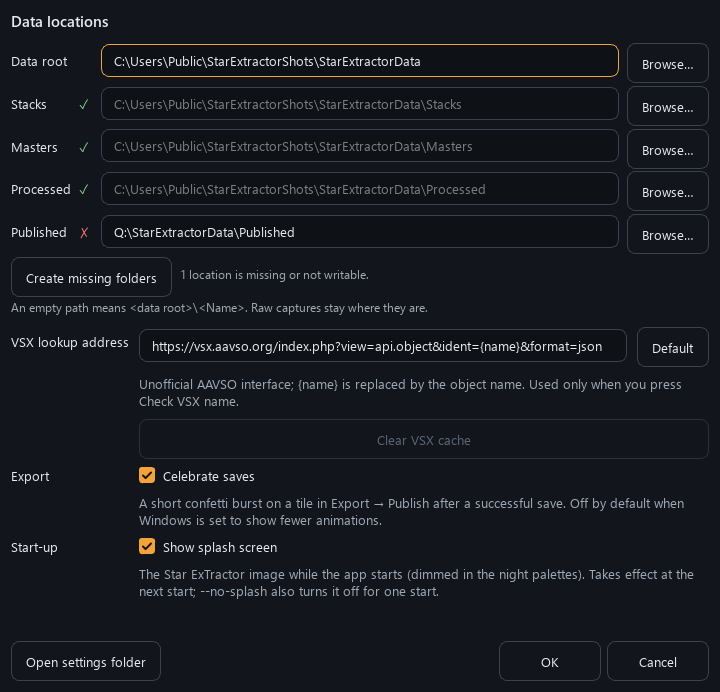 Data locations
Data root C:\Users\Public\StarExtractorShots\StarExtractorData Browse...
Stacks ✓ C:\Users\Public\StarExtractorShots\StarExtractorData\Stacks Browse...
Masters ✓ C:\Users\Public\StarExtractorShots\StarExtractorData\Masters Browse...
Processed ✓ C:\Users\Public\StarExtractorShots\StarExtractorData\Processed Browse...
Published ✗ Q:\StarExtractorData\Published Browse...
Create missing folders 1 location is missing or not writable.
An empty path means <data root>\<Name>. Raw captures stay where they are.
VSX lookup address https://vsx.aavso.org/index.php?view=api.object&ident={name}&format=json Default
Unofficial AAVSO interface; {name} is replaced by the object name. Used only when you press
Check VSX name.
Clear VSX cache
Export Celebrate saves
A short confetti burst on a tile in Export → Publish after a successful save. Off by default when
Windows is set to show fewer animations.
Start-up Show splash screen
The Star ExTractor image while the app starts (dimmed in the night palettes). Takes effect at the
next start; --no-splash also turns it off for one start.
Open settings folder OK Cancel